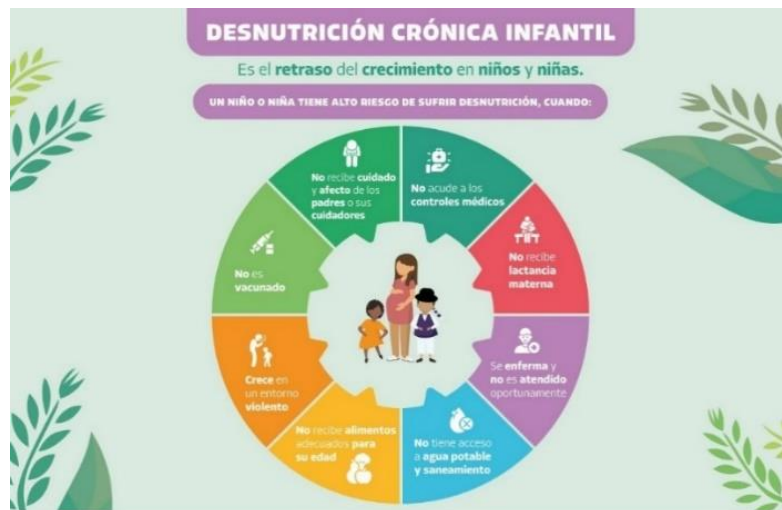 DESNUTRICIÓN CRÓNICA INFANTIL
Es el retraso del crecimiento en niños y niñas.
UN NIÑO O NIÑA TIENE ALTO RIESGO DE SUFRIR DESNUTRICIÓN, CUANDO:
No recibe cuidado
y afecto de los
padres o sus
cuidadores
No acude a los
controles médicos
No recibe
lactancia
materna
Se enferma y
no es atendido
oportunamente
No tiene acceso
a agua potable
y saneamiento
No recibe alimentos
adecuados para
su edad
Crece en
un entorno
violento
No es
vacunado